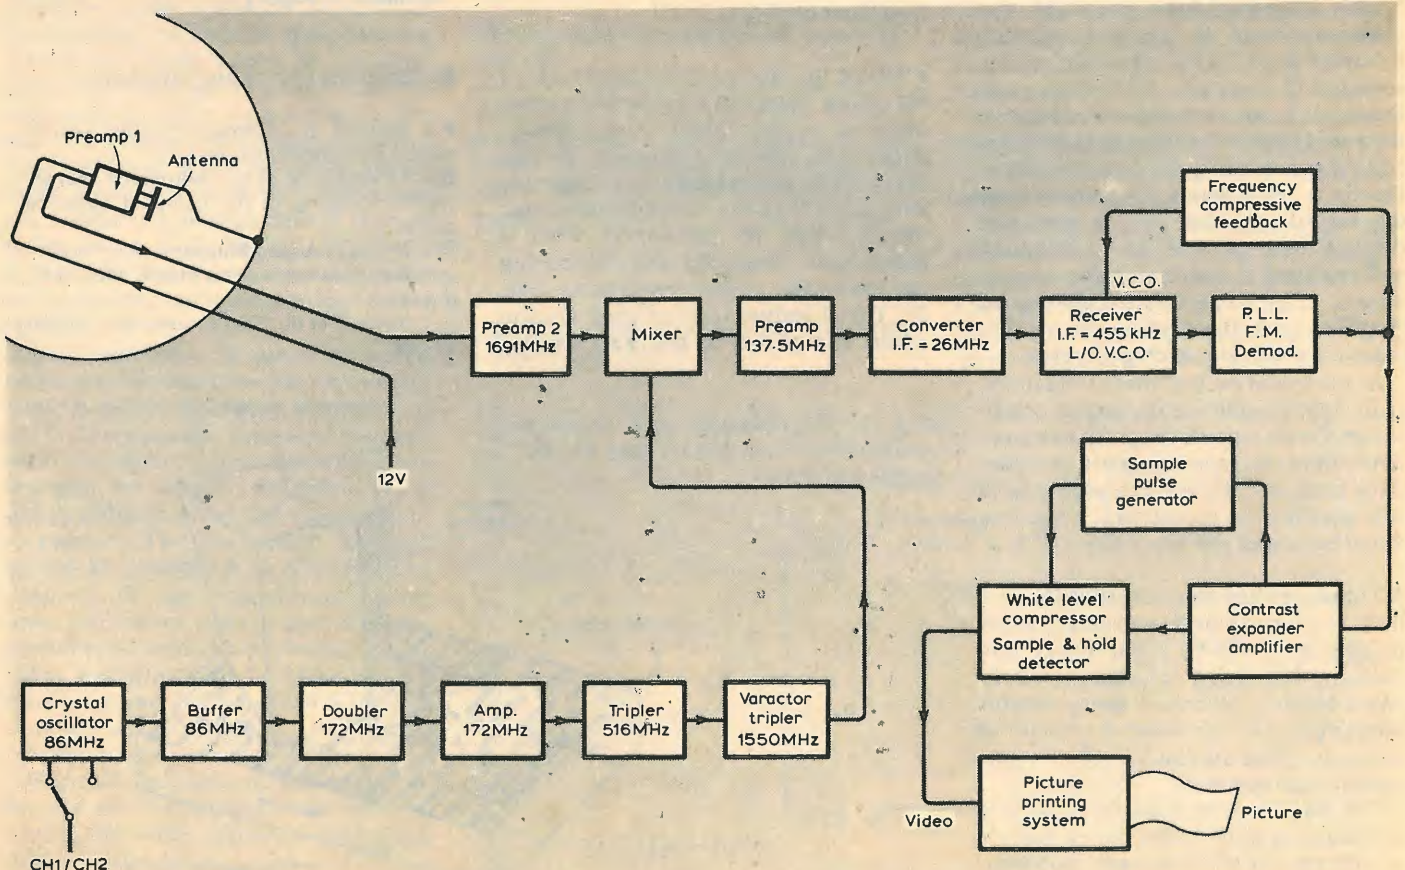 Preamp 1
Antenna
12V
Preamp 2
1691MHz
Mixer
Preamp
137·5MHz
Converter
I.F. = 26MHz
V.C.O.
Receiver
I.F. = 455 kHz
L/O. V.C.O.
P.L.L.
F.M.
Demod.
Frequency
compressive
feedback
Sample
pulse
generator
White level
compressor
Sample & hold
detector
Contrast
expander
amplifier
Crystal
oscillator
86MHz
Buffer
86MHz
Doubler
172MHz
Amp.
172MHz
Tripler
516MHz
Varactor
tripler
1550MHz
CH1 / CH2
Video
Picture
printing
system
Picture